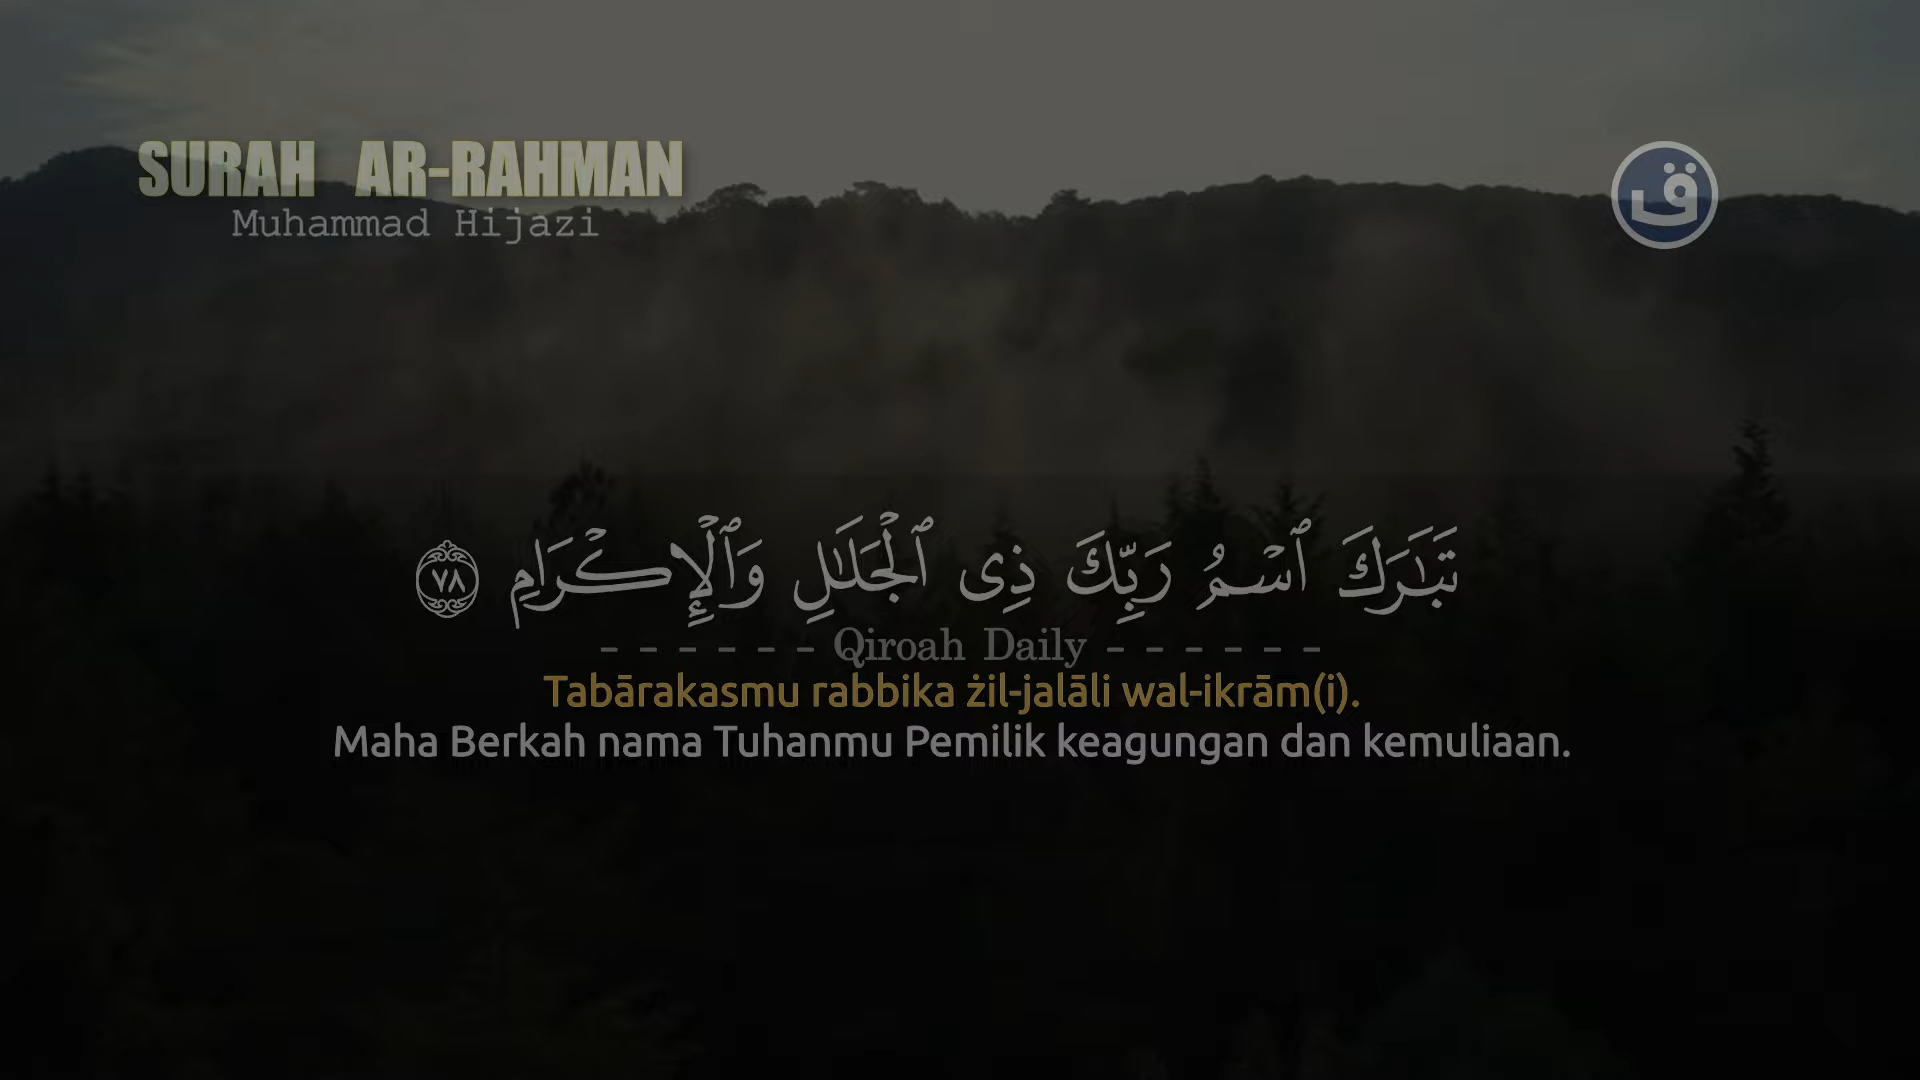 SURAH AR-RAHMAN
Muhammad Hijazi
ق
تَبَٰرَكَ ٱسْمُ رَبِّكَ ذِى ٱلْجَلَٰلِ وَٱلْإِكْرَامِ ٧٨
- - - - - - Qiroah Daily - - - - - -
Tabārakasmu rabbika żil-jalāli wal-ikrām(i).
Maha Berkah nama Tuhanmu Pemilik keagungan dan kemuliaan.